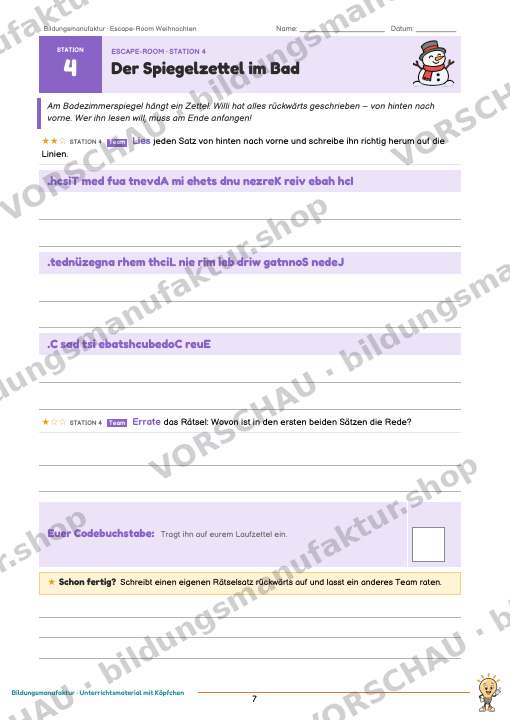 Bildungsmanufaktur · Escape-Room Weihnachten Name: Datum:
STATION
4
ESCAPE-ROOM · STATION 4
Der Spiegelzettel im Bad
Am Badezimmerspiegel hängt ein Zettel. Willi hat alles rückwärts geschrieben – von hinten nach
vorne. Wer ihn lesen will, muss am Ende anfangen!
★★☆ STATION 4 Team Lies jeden Satz von hinten nach vorne und schreibe ihn richtig herum auf die
Linien.
.hcsiT med fua tnevdA mi ehets dnu nezreK reiv ebah hcI
.tednüzegna rhem thciL nie rim ieb driw gatnnoS nedeJ
.C sad tsi ebatshcubedoC reuE
★☆☆ STATION 4 Team Errate das Rätsel: Wovon ist in den ersten beiden Sätzen die Rede?
Euer Codebuchstabe: Tragt ihn auf eurem Laufzettel ein.
★ Schon fertig? Schreibt einen eigenen Rätselsatz rückwärts auf und lasst ein anderes Team raten.
Bildungsmanufaktur · Unterrichtsmaterial mit Köpfchen
7
VORSCHAU · bildungsmanufaktur.shop